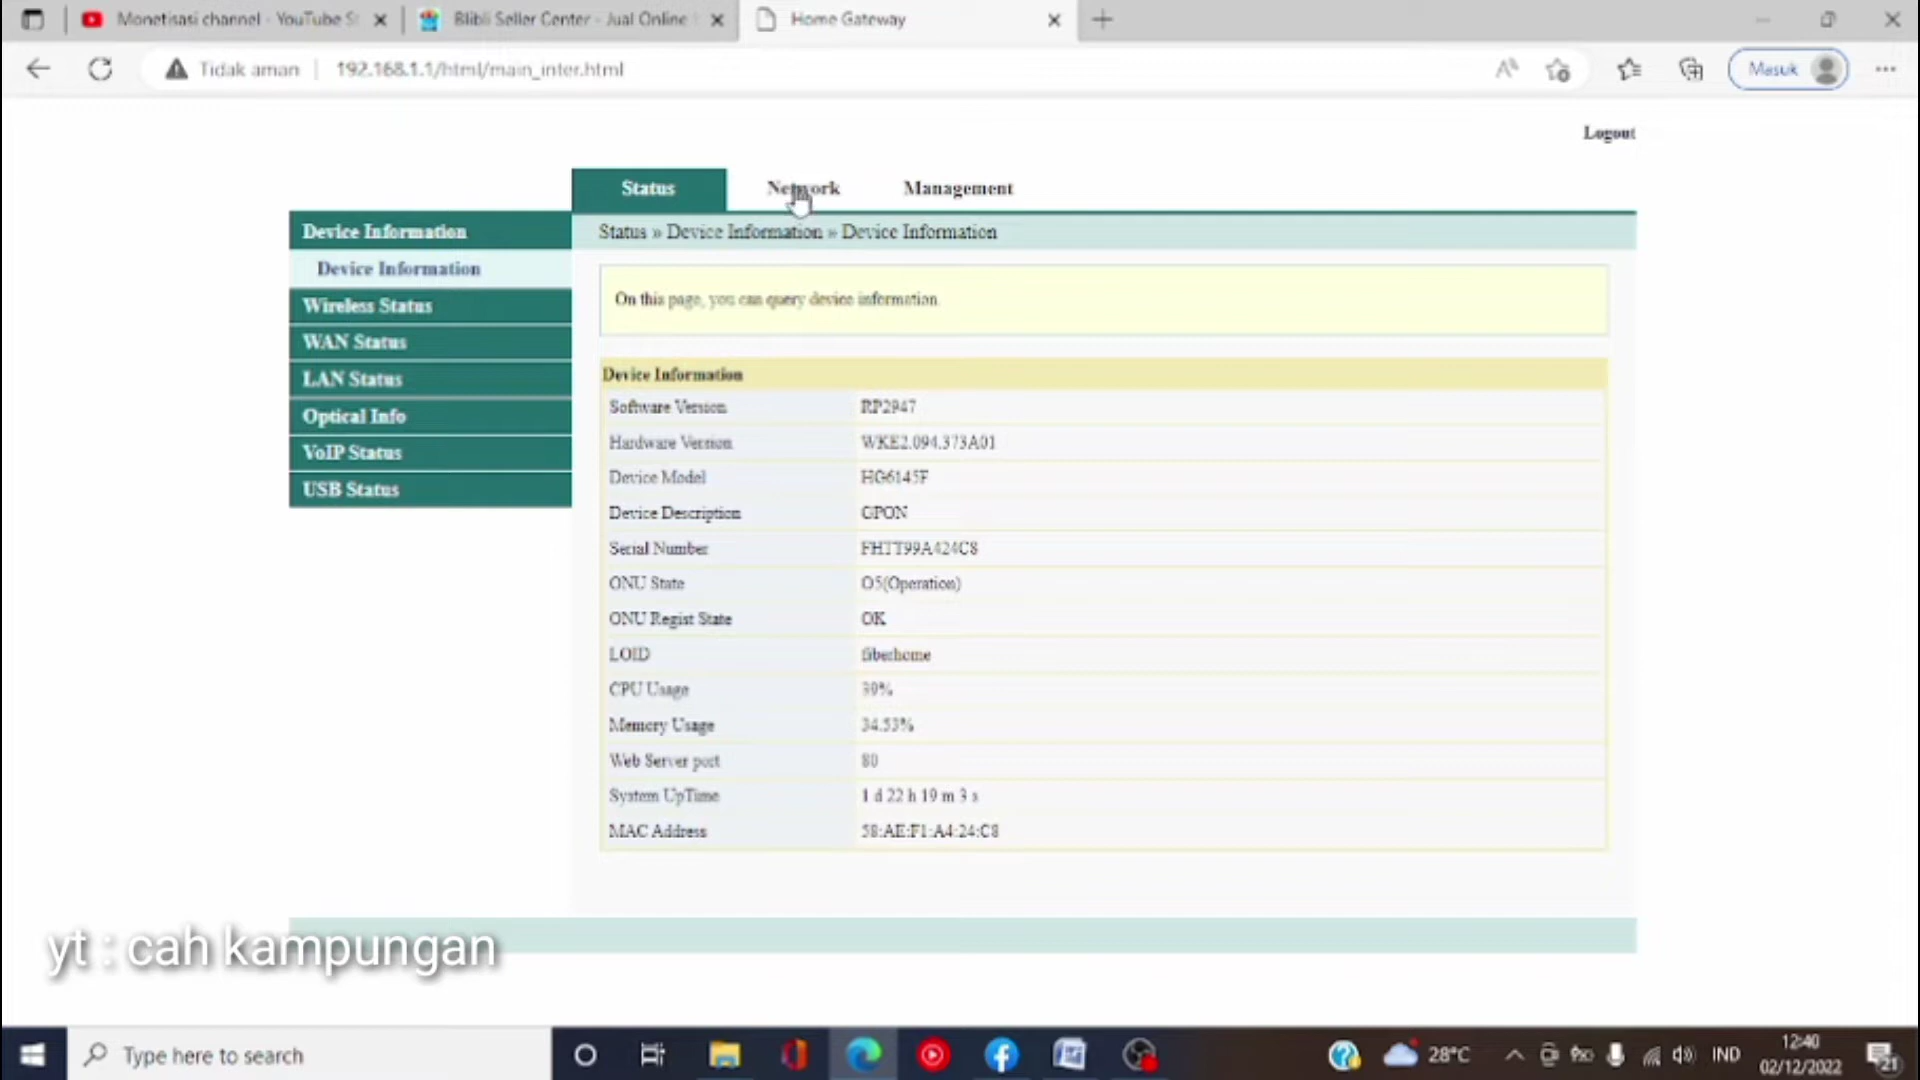 Monetisasi channel - YouTube St
Blibli Seller Center - Jual Online
Home Gateway
Tidak aman
192.168.1.1/html/main_inter.html
Masuk
Logout
Status
Network
Management
Device Information
Status » Device Information » Device Information
Device Information
On this page, you can query device information.
Wireless Status
WAN Status
LAN Status
Optical Info
VoIP Status
USB Status
Device Information
Software Version RP2947
Hardware Version WKE2.094.373A01
Device Model HG6145F
Device Description GPON
Serial Number FHTT99A424C8
ONU State O5(Operation)
ONU Regist State OK
LOID fiberhome
CPU Usage 39%
Memory Usage 34.53%
Web Server port 80
System UpTime 1 d 22 h 19 m 3 s
MAC Address 58:AE:F1:A4:24:C8
yt : cah kampungan
Type here to search
28°C
IND
12:40
02/12/2022
21